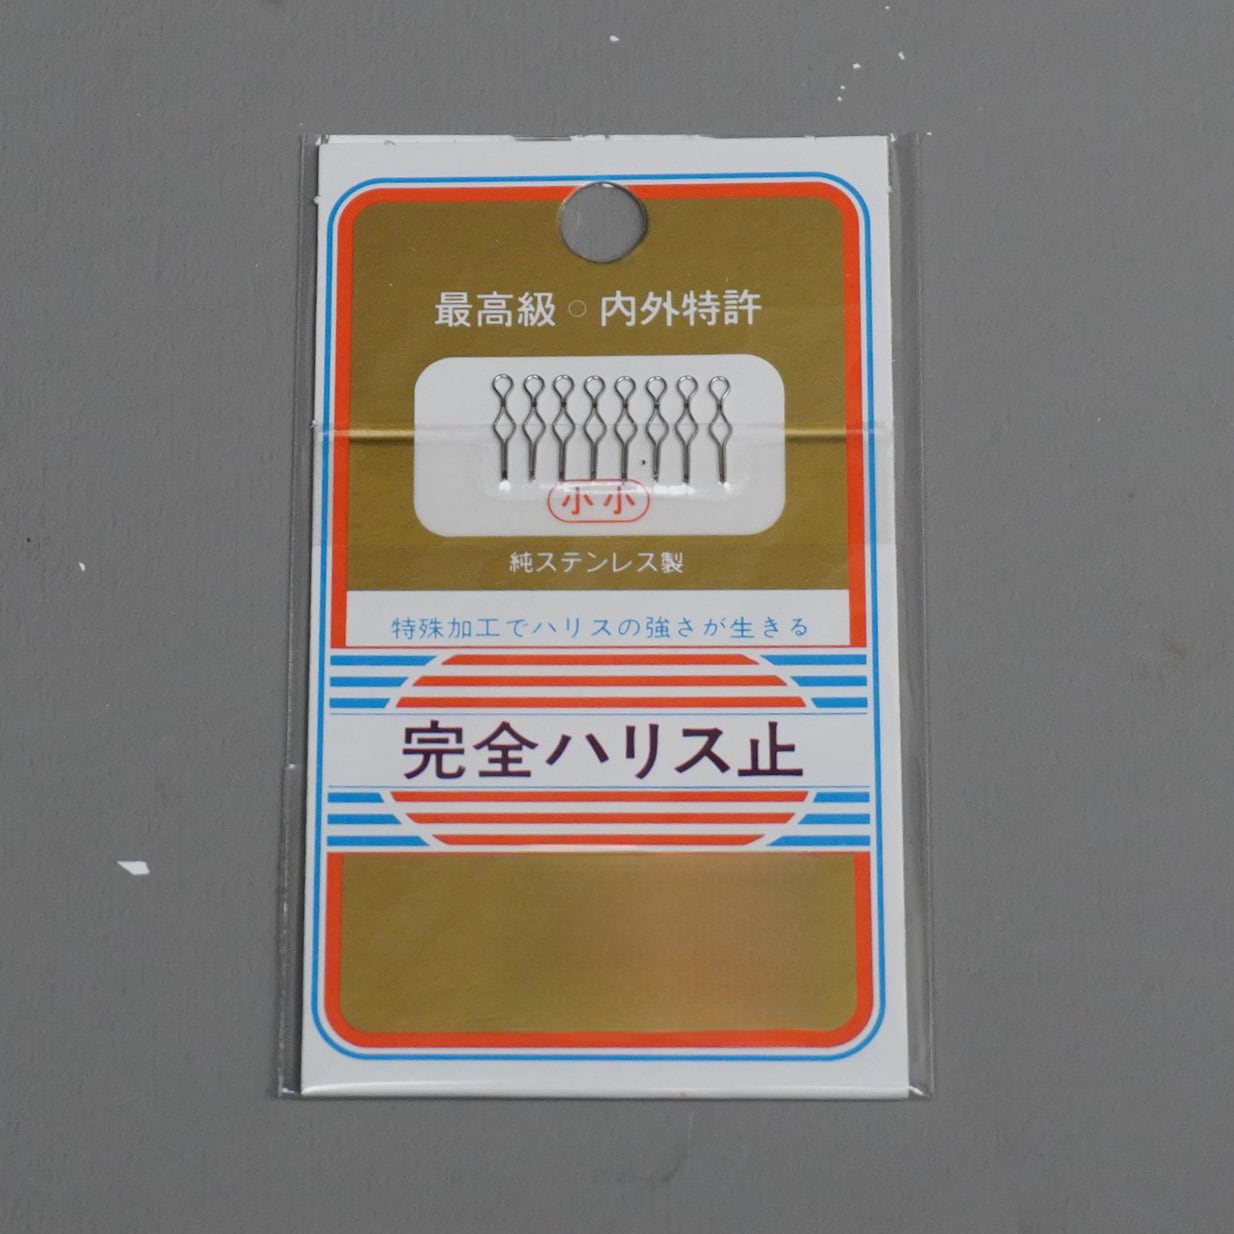 最高級○内外特許
小小
純ステンレス製
特殊加工でハリスの強さが生きる
完全ハリス止